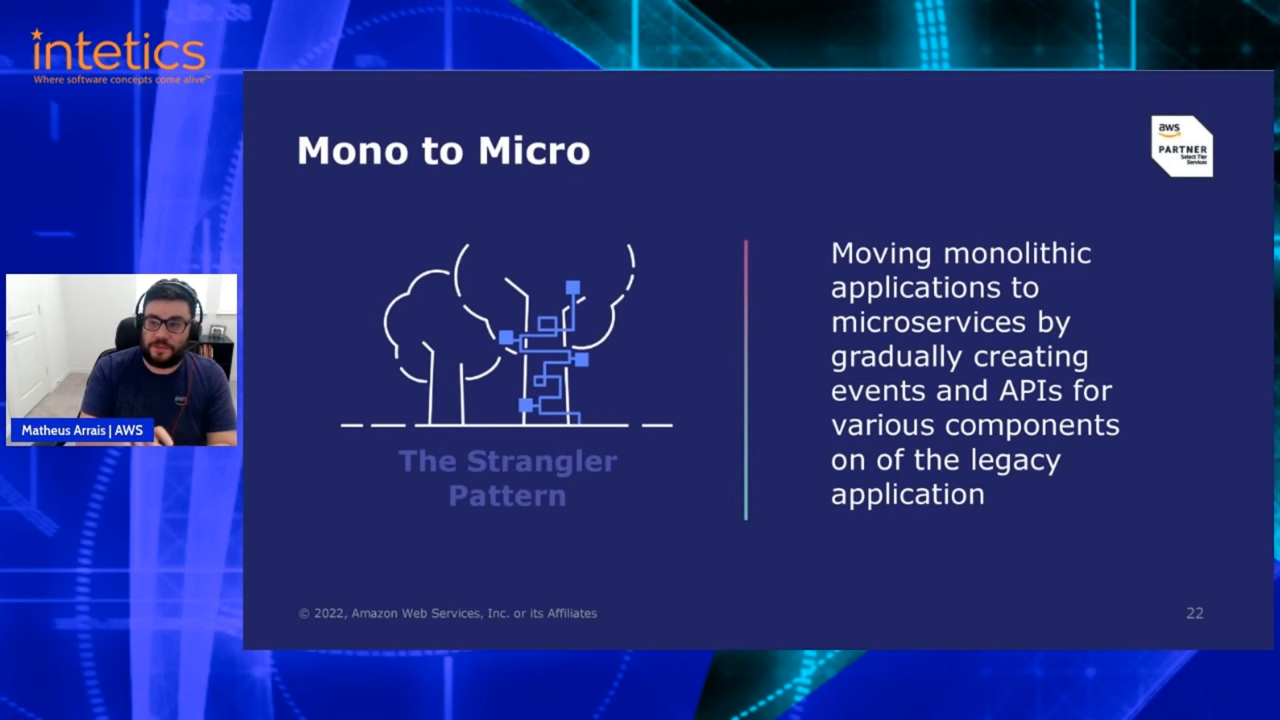 intetics
Where software concepts come alive™
Mono to Micro
aws
PARTNER
Select Tier
Services
Moving monolithic
applications to
microservices by
gradually creating
events and APIs for
various components
on of the legacy
application
The Strangler
Pattern
aws
Matheus Arrais | AWS
© 2022, Amazon Web Services, Inc. or its Affiliates
22